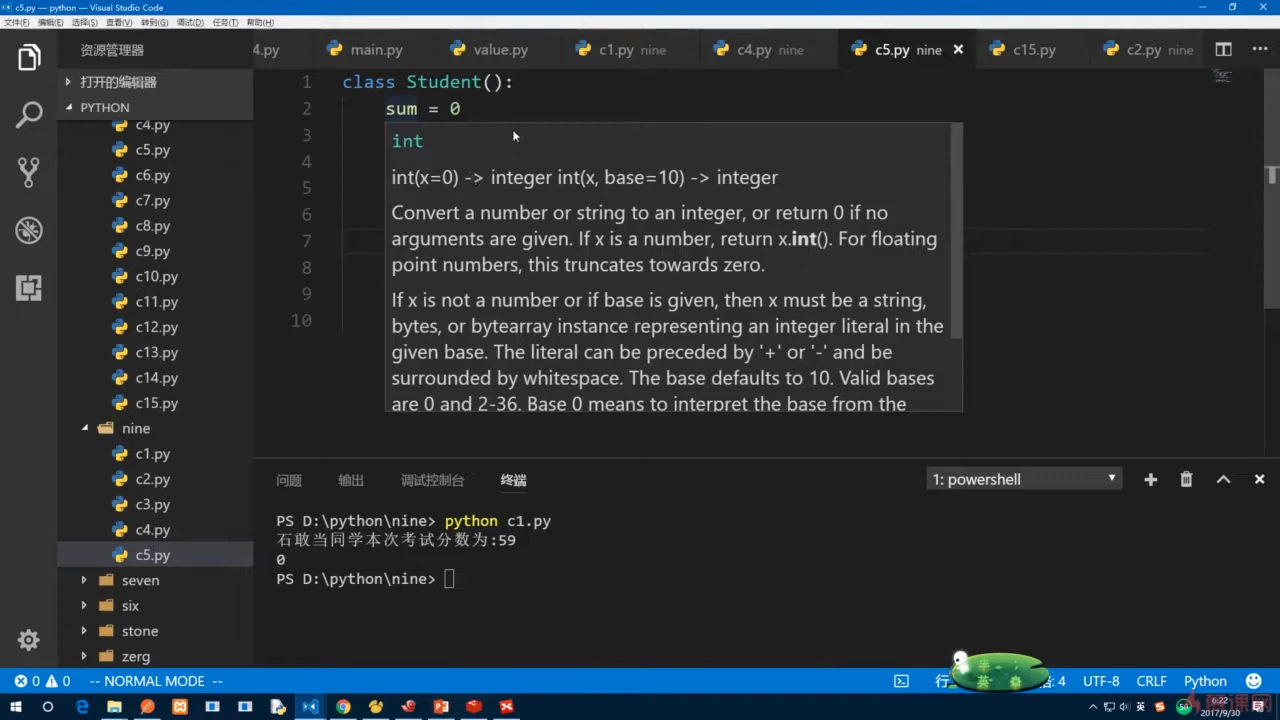 c5.py — python — Visual Studio Code
文件(F) 编辑(E) 选择(S) 查看(V) 转到(G) 调试(D) 任务(T) 帮助(H)
资源管理器
4.py main.py value.py c1.py nine c4.py nine c5.py nine c15.py c2.py nine
打开的编辑器
PYTHON
c4.py
c5.py
c6.py
c7.py
c8.py
c9.py
c10.py
c11.py
c12.py
c13.py
c14.py
c15.py
nine
c1.py
c2.py
c3.py
c4.py
c5.py
seven
six
stone
zerg
1 class Student():
2 sum = 0
3
4
5
6
7
8
9
10
int
int(x=0) -> integer int(x, base=10) -> integer
Convert a number or string to an integer, or return 0 if no
arguments are given. If x is a number, return x.int(). For floating
point numbers, this truncates towards zero.
If x is not a number or if base is given, then x must be a string,
bytes, or bytearray instance representing an integer literal in the
given base. The literal can be preceded by '+' or '-' and be
surrounded by whitespace. The base defaults to 10. Valid bases
are 0 and 2-36. Base 0 means to interpret the base from the
问题 输出 调试控制台 终端 1: powershell
PS D:\python\nine> python c1.py
石敢当同学本次考试分数为:59
0
PS D:\python\nine>
0 0 -- NORMAL MODE -- 行 4 UTF-8 CRLF Python
半
英
英
6:22
2017/9/30